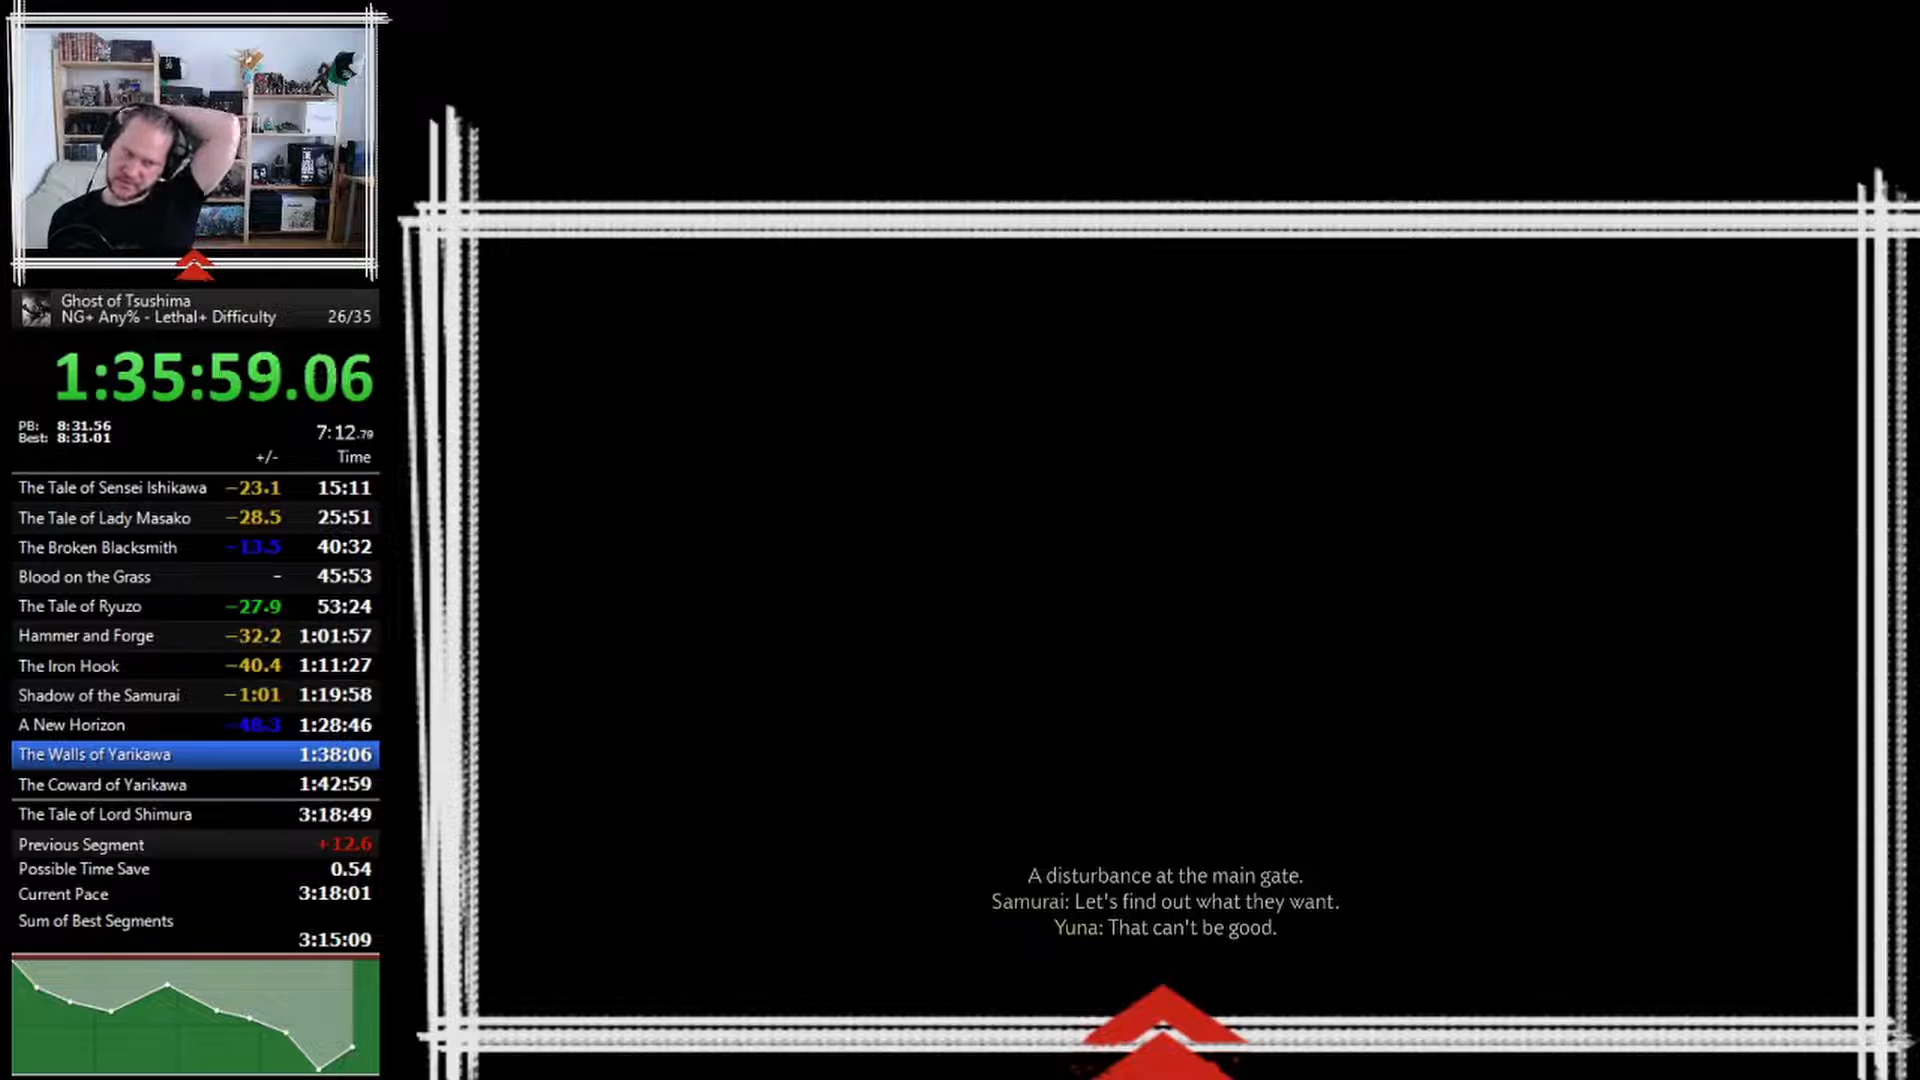 Ghost of Tsushima
NG+ Any% - Lethal+ Difficulty 26/35
1:35:59.06
PB: 8:31.56
Best: 8:31.01
7:12.79
+/- Time
The Tale of Sensei Ishikawa −23.1 15:11
The Tale of Lady Masako −28.5 25:51
The Broken Blacksmith −13.5 40:32
Blood on the Grass - 45:53
The Tale of Ryuzo −27.9 53:24
Hammer and Forge −32.2 1:01:57
The Iron Hook −40.4 1:11:27
Shadow of the Samurai −1:01 1:19:58
A New Horizon −48.3 1:28:46
The Walls of Yarikawa 1:38:06
The Coward of Yarikawa 1:42:59
The Tale of Lord Shimura 3:18:49
Previous Segment +12.6
Possible Time Save 0.54
Current Pace 3:18:01
Sum of Best Segments
3:15:09
A disturbance at the main gate.
Samurai: Let's find out what they want.
Yuna: That can't be good.